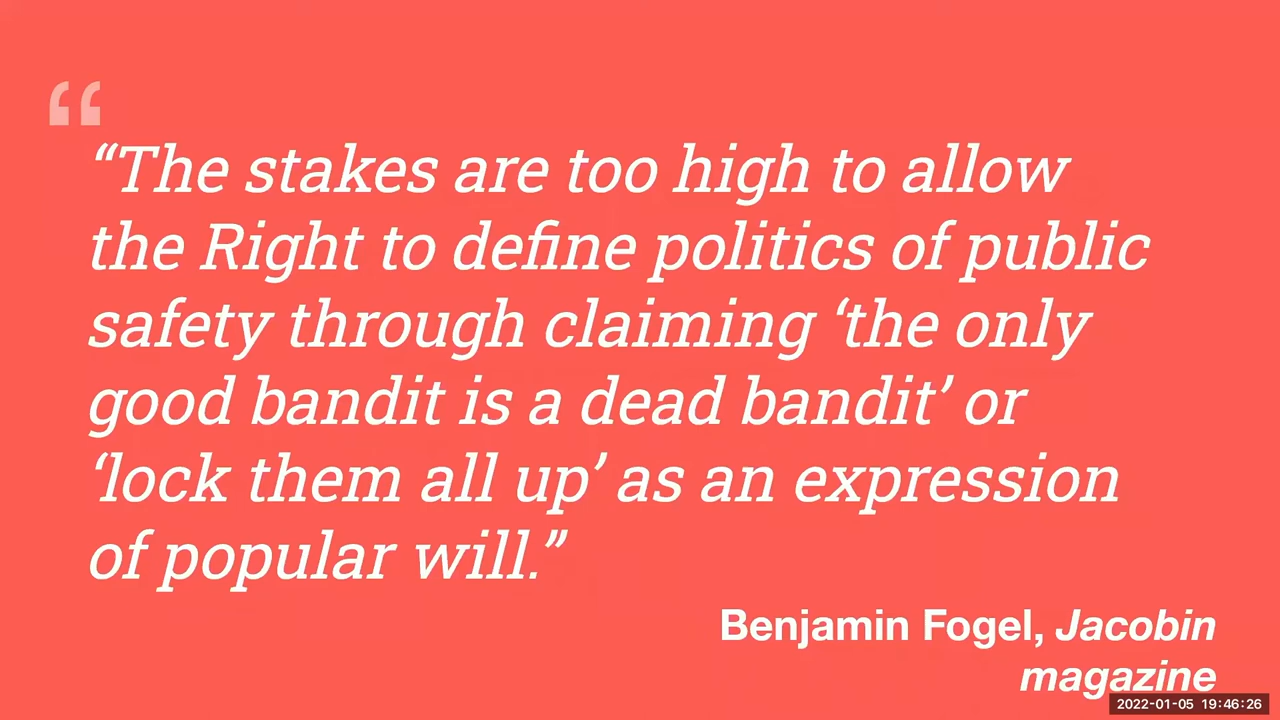 “
“The stakes are too high to allow
the Right to define politics of public
safety through claiming ‘the only
good bandit is a dead bandit’ or
‘lock them all up’ as an expression
of popular will.”
Benjamin Fogel, Jacobin
magazine
2022-01-05 19:46:26